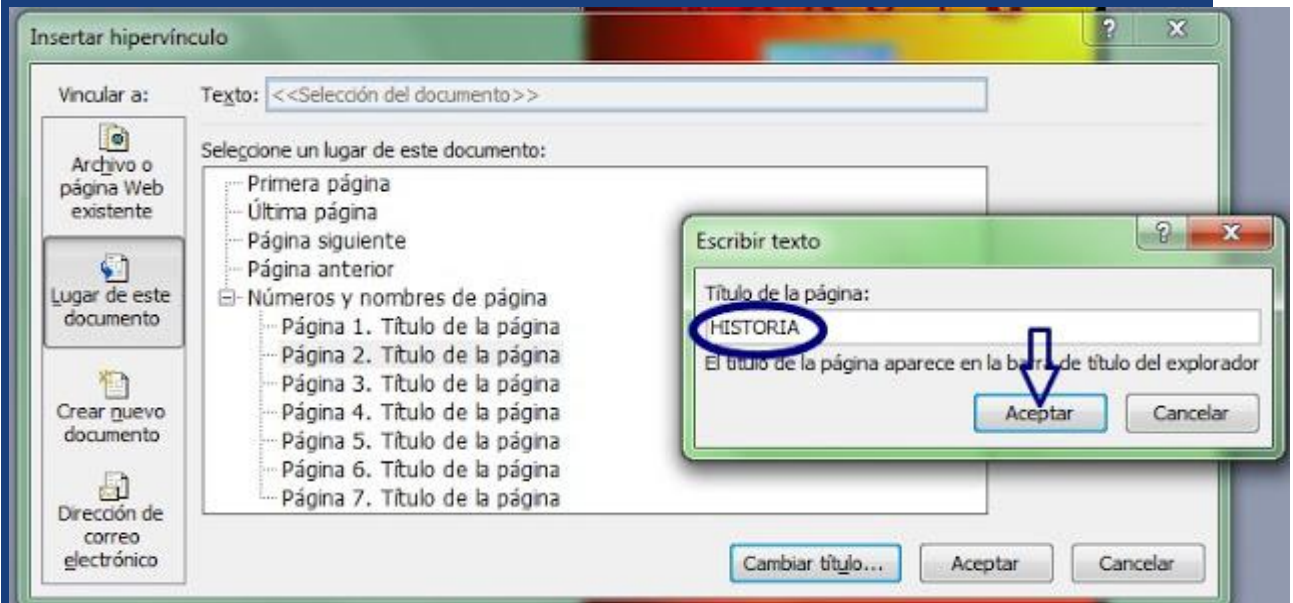 Insertar hipervínculo
Vincular a:
Texto: <<Selección del documento>>
Archivo o
página Web
existente
Lugar de este
documento
Crear nuevo
documento
Dirección de
correo
electrónico
Seleccione un lugar de este documento:
Primera página
Última página
Página siguiente
Página anterior
Números y nombres de página
Página 1. Título de la página
Página 2. Título de la página
Página 3. Título de la página
Página 4. Título de la página
Página 5. Título de la página
Página 6. Título de la página
Página 7. Título de la página
Cambiar título...
Aceptar
Cancelar
Escribir texto
Título de la página:
HISTORIA
El título de la página aparece en la barra de título del explorador
Aceptar
Cancelar